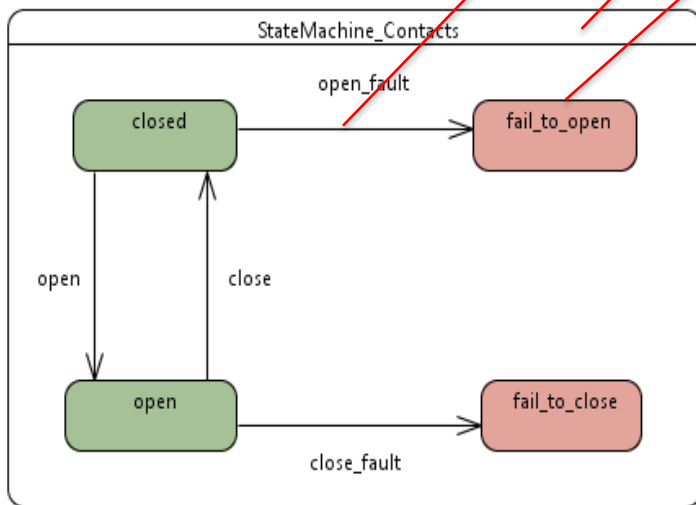 StateMachine_Contacts
open_fault
closed
fail_to_open
open
close
open
fail_to_close
close_fault